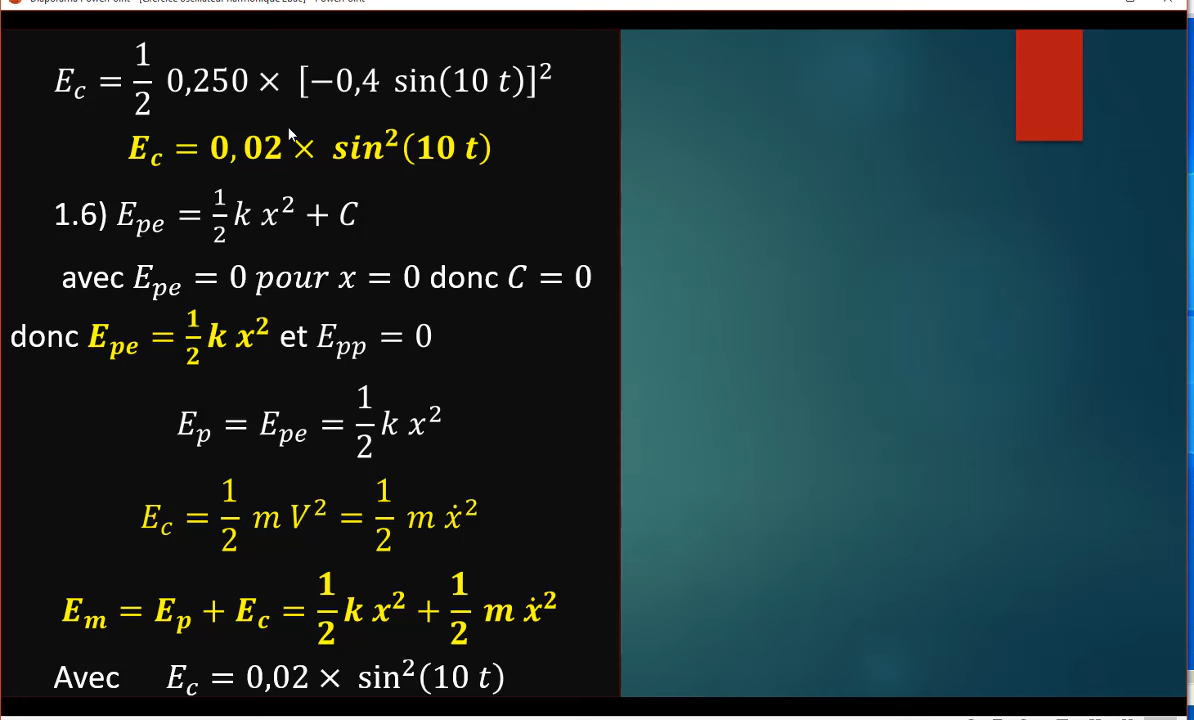 E_c = 1/2 0,250 × [−0,4 sin(10 t)]²
E_c = 0,02 × sin²(10 t)
1.6) E_pe = 1/2 k x² + C
avec E_pe = 0 pour x = 0 donc C = 0
donc E_pe = 1/2 k x² et E_pp = 0
E_p = E_pe = 1/2 k x²
E_c = 1/2 m V² = 1/2 m ẋ²
E_m = E_p + E_c = 1/2 k x² + 1/2 m ẋ²
Avec E_c = 0,02 × sin²(10 t)